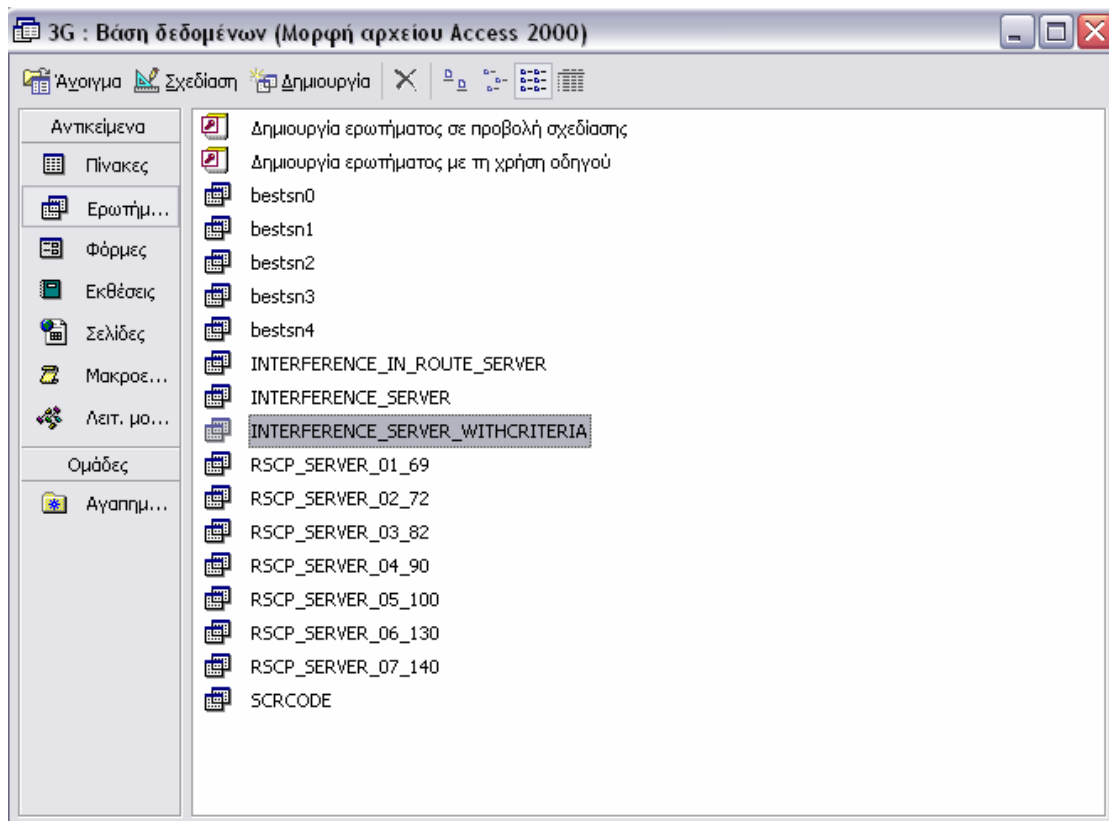 3G : Βάση δεδομένων (Μορφή αρχείου Access 2000)
Άνοιγμα Σχεδίαση Δημιουργία
Αντικείμενα
Πίνακες
Ερωτήμ...
Φόρμες
Εκθέσεις
Σελίδες
Μακροε...
Λειτ. μο...
Ομάδες
Αγαπημ...
Δημιουργία ερωτήματος σε προβολή σχεδίασης
Δημιουργία ερωτήματος με τη χρήση οδηγού
bestsn0
bestsn1
bestsn2
bestsn3
bestsn4
INTERFERENCE_IN_ROUTE_SERVER
INTERFERENCE_SERVER
INTERFERENCE_SERVER_WITHCRITERIA
RSCP_SERVER_01_69
RSCP_SERVER_02_72
RSCP_SERVER_03_82
RSCP_SERVER_04_90
RSCP_SERVER_05_100
RSCP_SERVER_06_130
RSCP_SERVER_07_140
SCRCODE